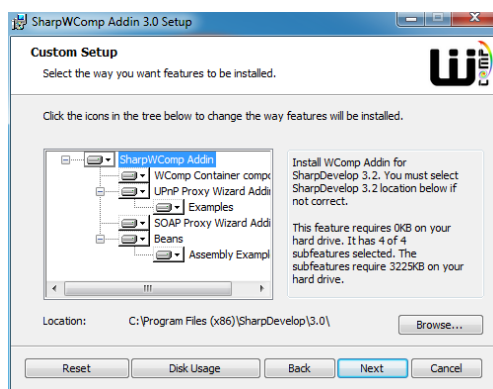 SharpWComp Addin 3.0 Setup
Custom Setup
Select the way you want features to be installed.
Click the icons in the tree below to change the way features will be installed.
SharpWComp Addin
WComp Container compo
UPnP Proxy Wizard Addin
Examples
SOAP Proxy Wizard Addi
Beans
Assembly Exampl
Install WComp Addin for
SharpDevelop 3.2. You must select
SharpDevelop 3.2 location below if
not correct.
This feature requires 0KB on your
hard drive. It has 4 of 4
subfeatures selected. The
subfeatures require 3225KB on your
hard drive.
Location: C:\Program Files (x86)\SharpDevelop\3.0\
Browse...
Reset Disk Usage Back Next Cancel